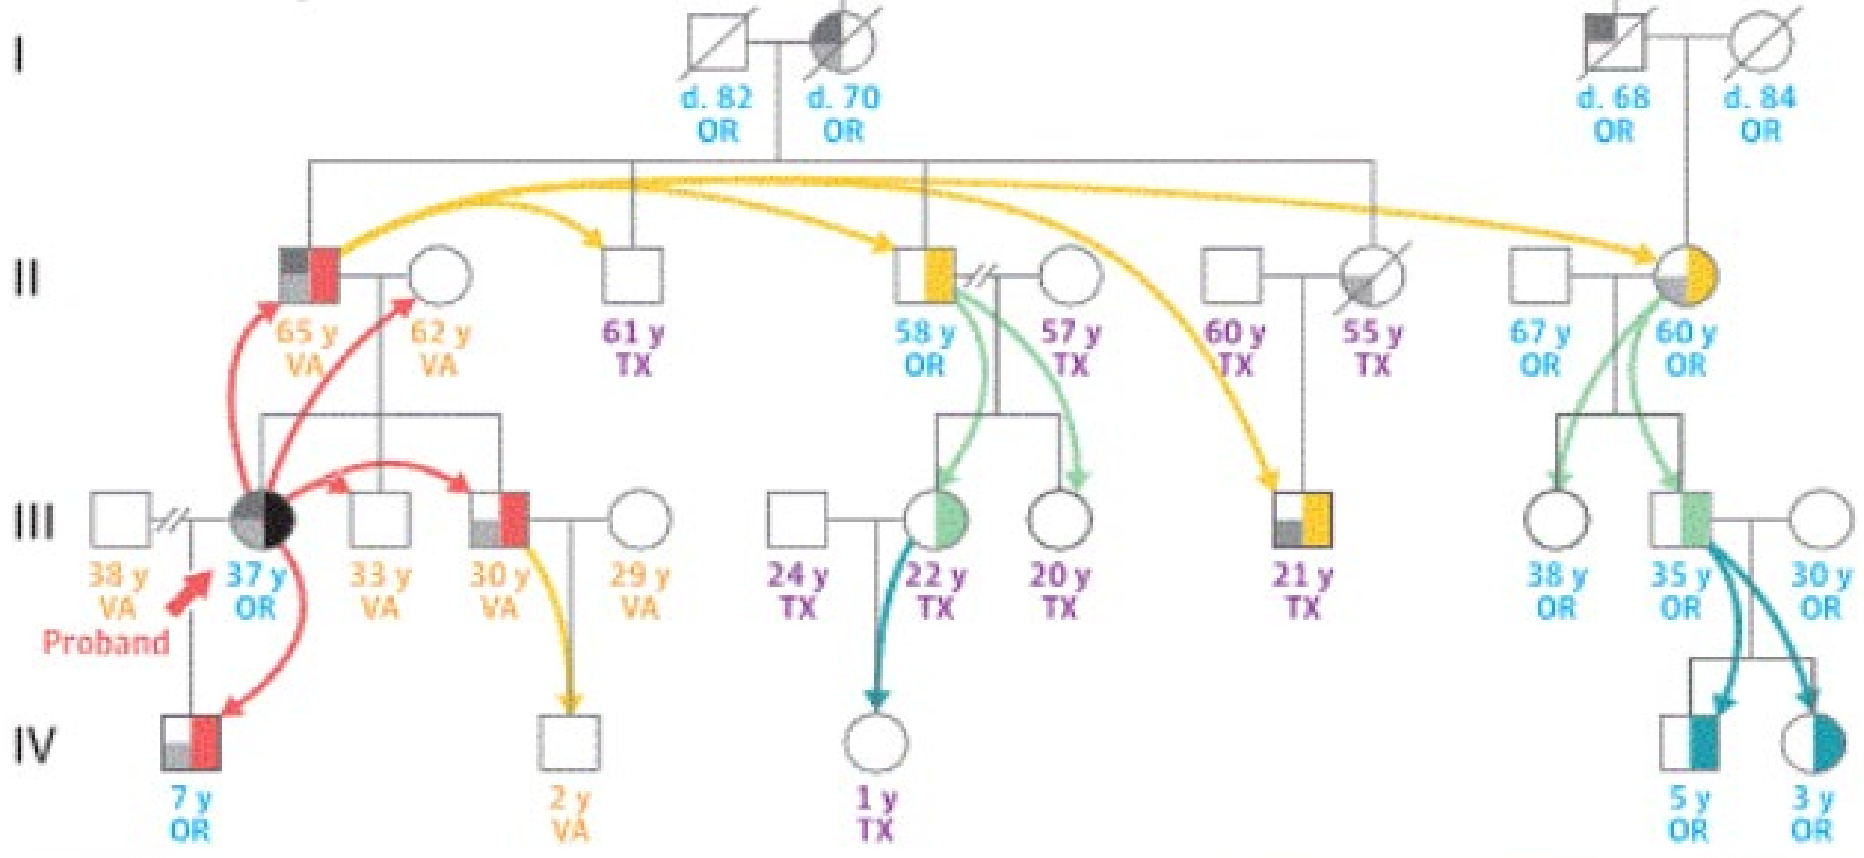 I
d. 82 d. 70 d. 68 d. 84
OR OR OR OR
II
65 y 62 y 61 y 58 y 57 y 60 y 55 y 67 y 60 y
VA VA TX OR TX TX TX OR OR
III
38 y 37 y 33 y 30 y 29 y 24 y 22 y 20 y 21 y 38 y 35 y 30 y
VA OR VA VA VA TX TX TX TX OR OR OR
Proband
IV
7 y 2 y 1 y 5 y 3 y
OR VA TX OR OR